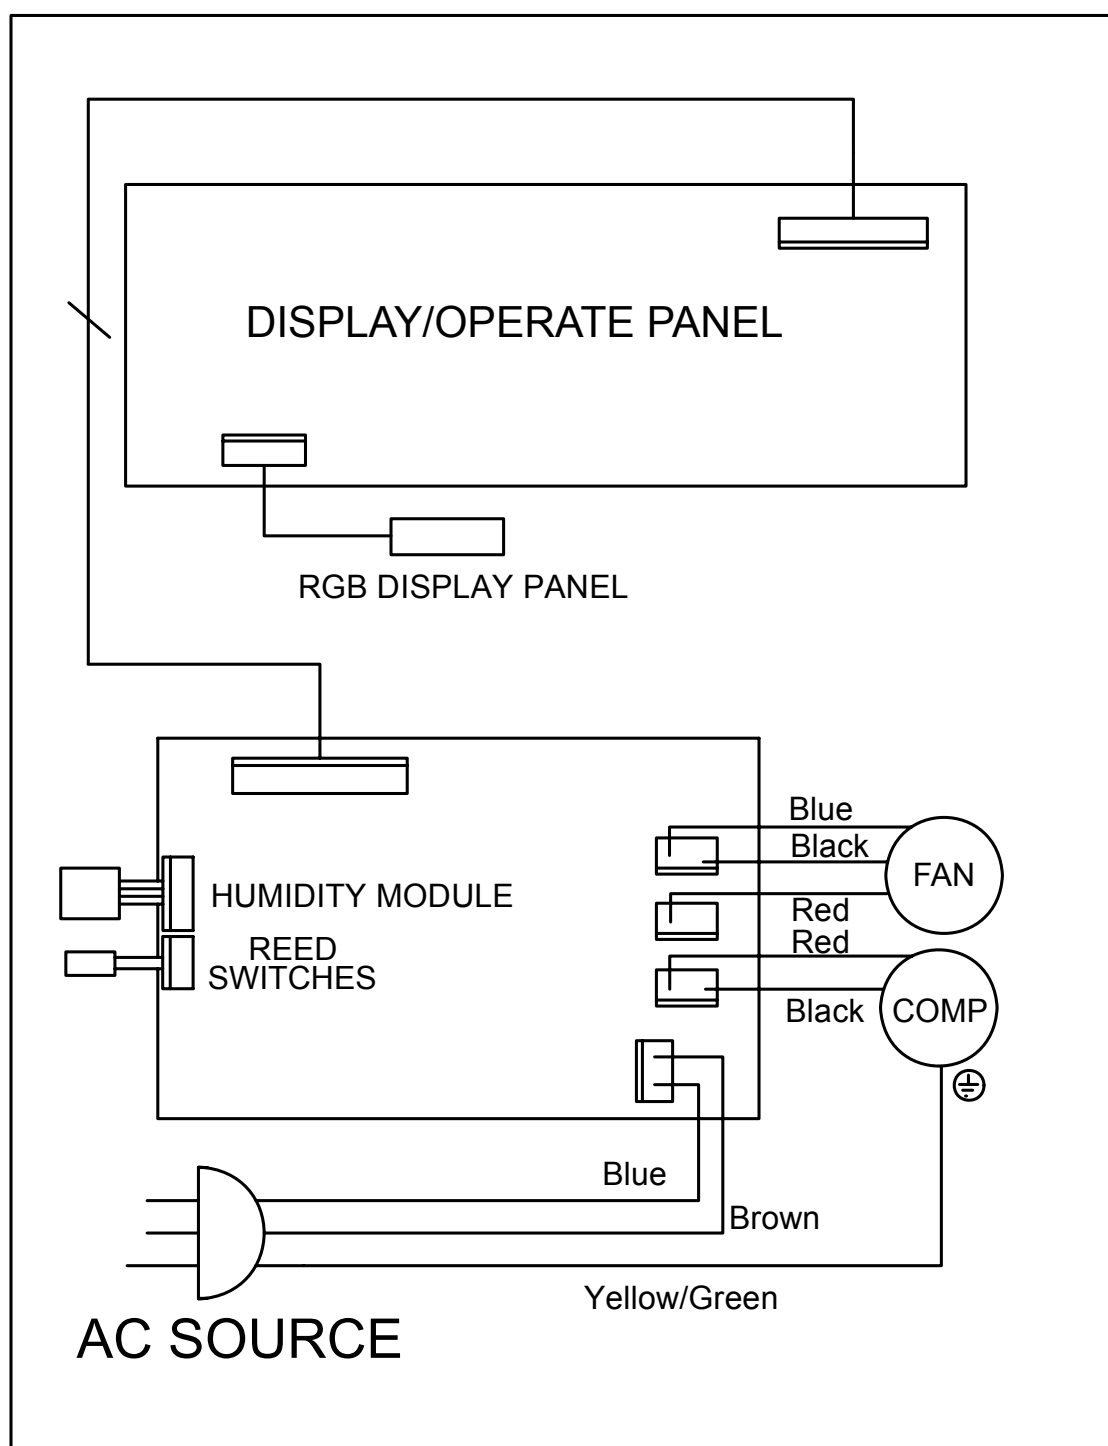 DISPLAY/OPERATE PANEL
RGB DISPLAY PANEL
Blue
Black
FAN
HUMIDITY MODULE
Red
REED
Red
SWITCHES
Black
COMP
Blue
Brown
Yellow/Green
AC SOURCE